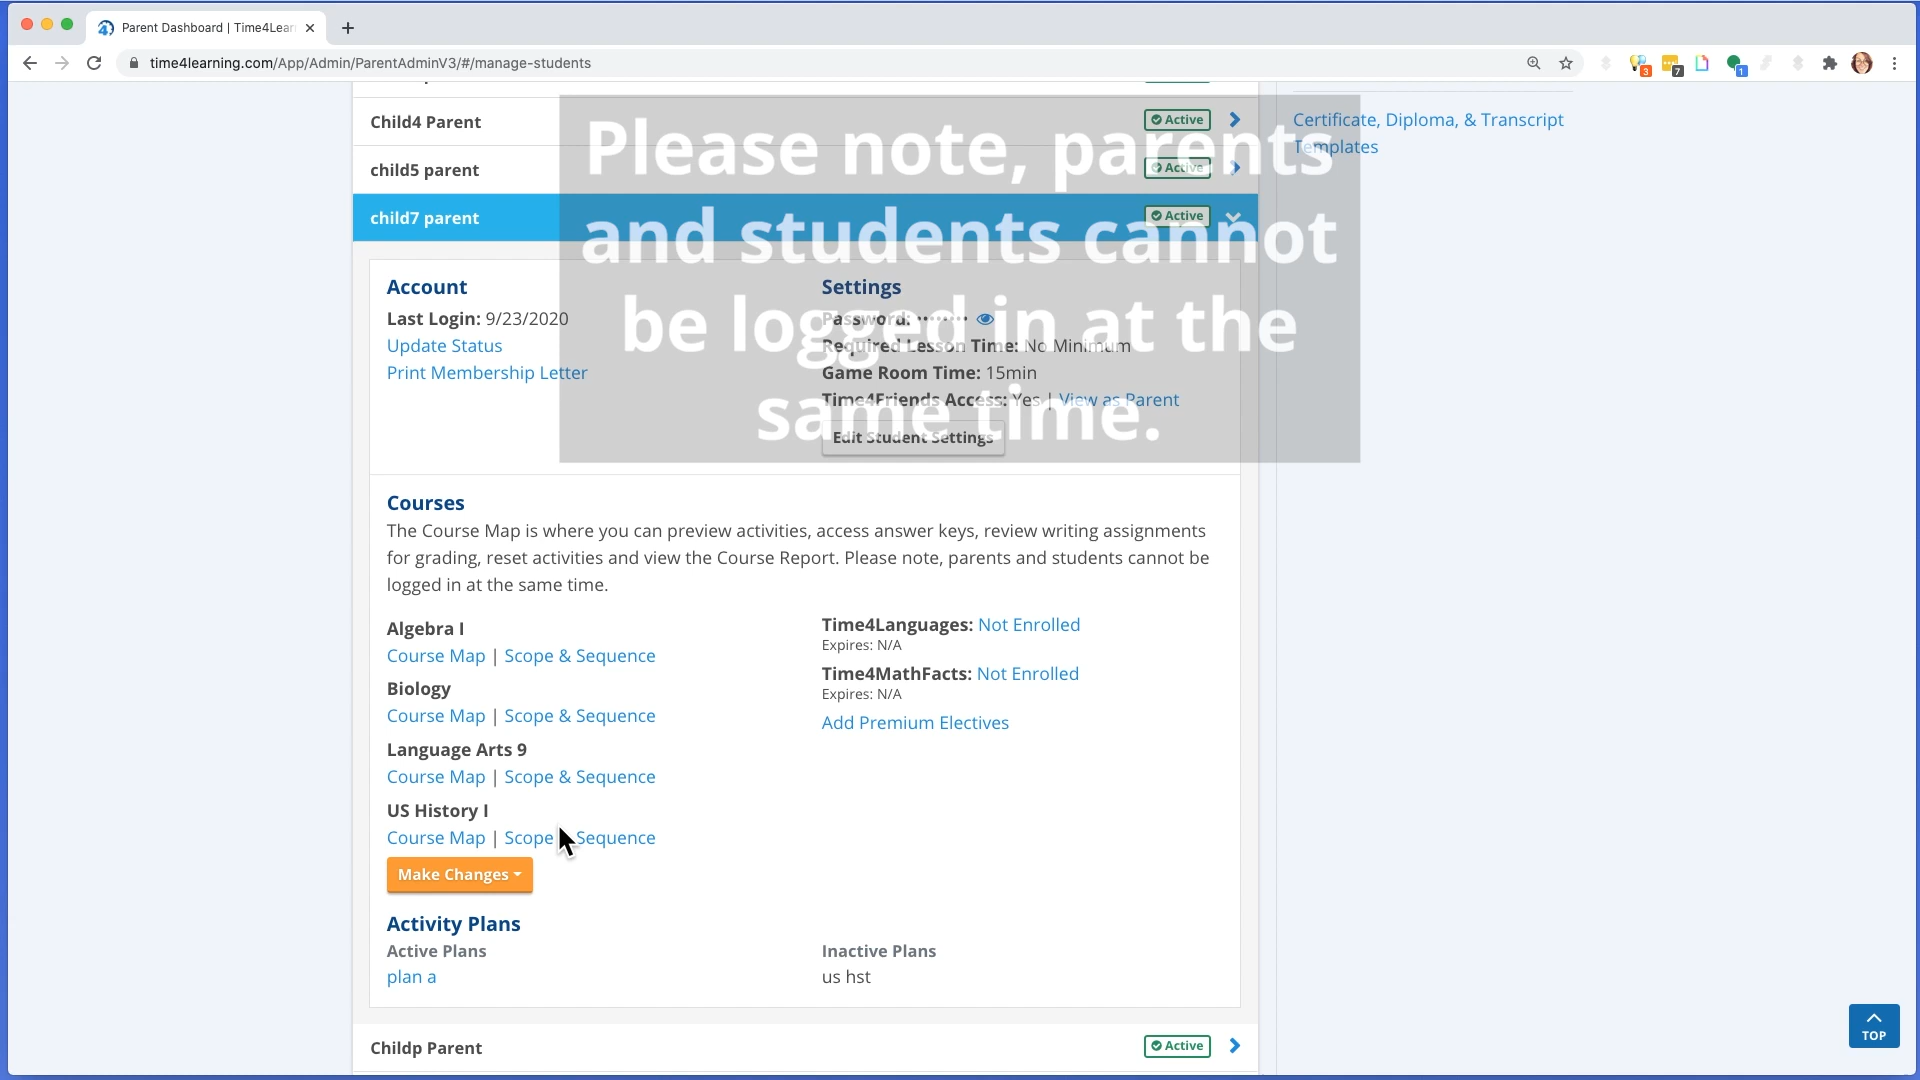 Parent Dashboard | Time4Lear
time4learning.com/App/Admin/ParentAdminV3/#/manage-students
3
7
1
Child4 Parent
Active
child5 parent
Active
child7 parent
Active
Certificate, Diploma, & Transcript
Templates
Please note, parents
and students cannot
be logged in at the
same time.
Account
Last Login: 9/23/2020
Update Status
Print Membership Letter
Settings
Password: ••••••••
Required Lesson Time: No Minimum
Game Room Time: 15min
Time4Friends Access: Yes | View as Parent
Edit Student Settings
Courses
The Course Map is where you can preview activities, access answer keys, review writing assignments
for grading, reset activities and view the Course Report. Please note, parents and students cannot be
logged in at the same time.
Algebra I
Course Map | Scope & Sequence
Biology
Course Map | Scope & Sequence
Language Arts 9
Course Map | Scope & Sequence
US History I
Course Map | Scope Sequence
Make Changes
Time4Languages: Not Enrolled
Expires: N/A
Time4MathFacts: Not Enrolled
Expires: N/A
Add Premium Electives
Activity Plans
Active Plans
plan a
Inactive Plans
us hst
Childp Parent
Active
TOP